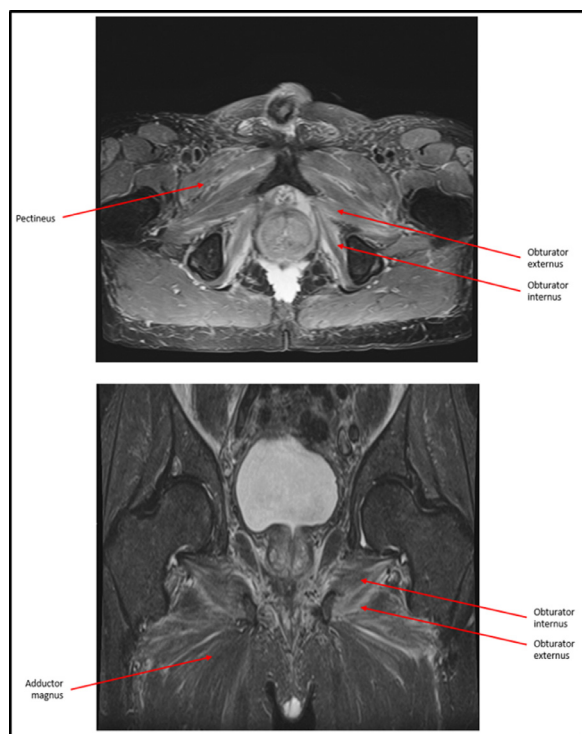 Pectineus
Obturator
externus
Obturator
internus
Obturator
internus
Obturator
externus
Adductor
magnus